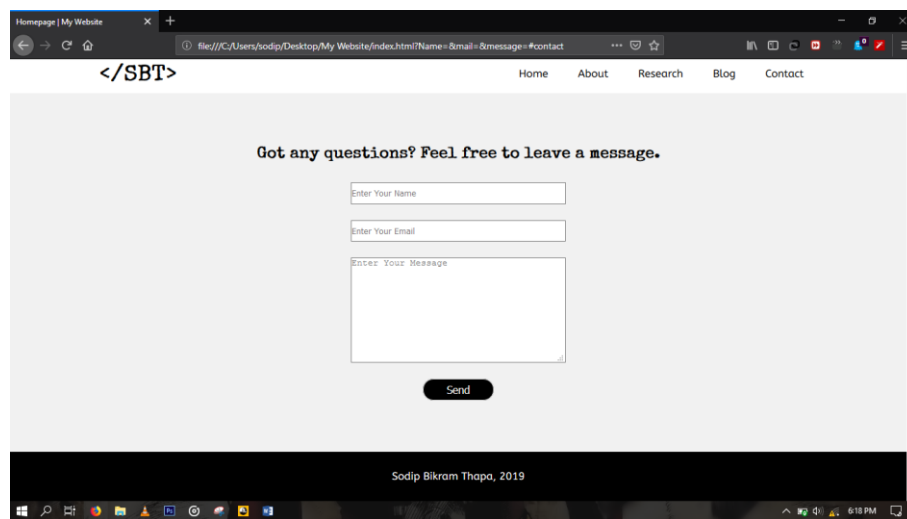 Homepage | My Website
file:///C:/Users/sodip/Desktop/My Website/index.html?Name=&mail=&message=#contact
</SBT>
Home About Research Blog Contact
Got any questions? Feel free to leave a message.
Enter Your Name
Enter Your Email
Enter Your Message
Send
Sodip Bikram Thapa, 2019
6:18 PM